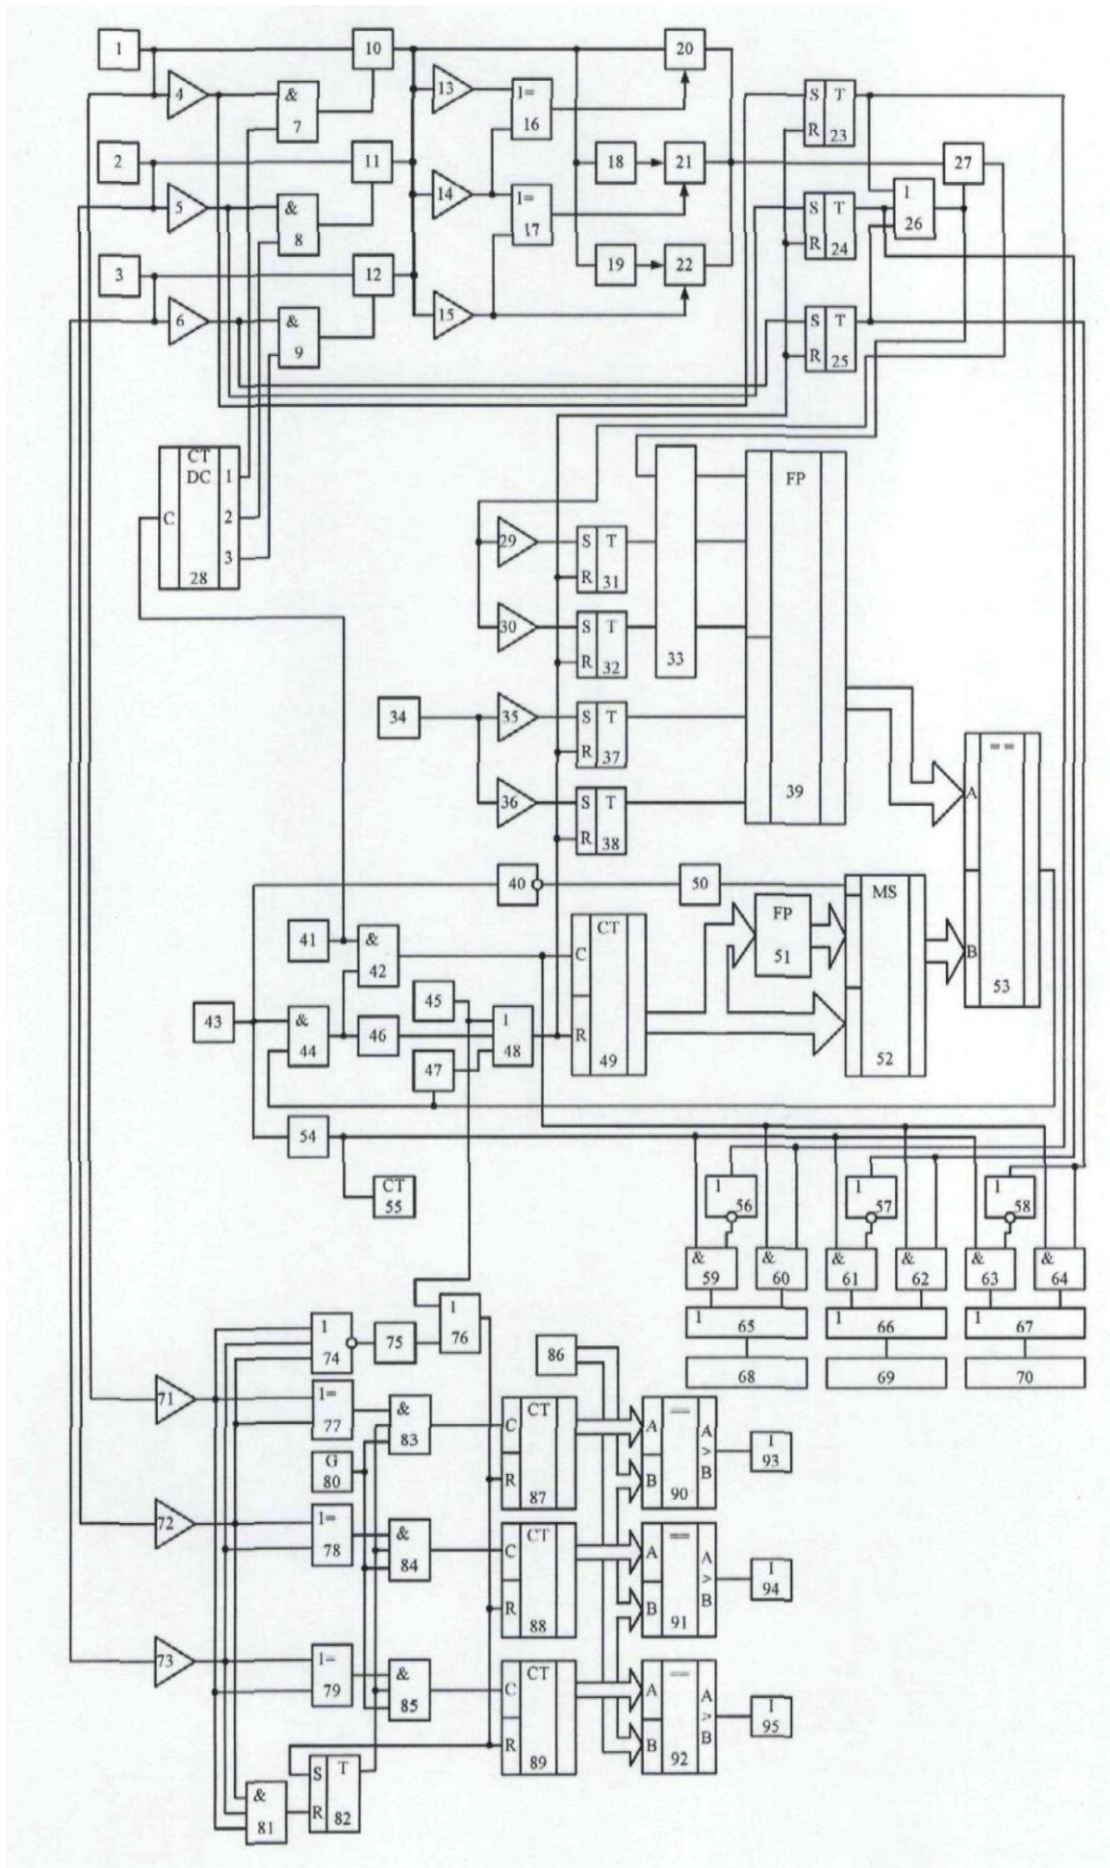 1
10
20
4
&
7
13
1=
16
S T
R 23
2
11
5
&
8
14
1=
17
18
21
27
1
26
S T
R 24
3
12
6
&
9
15
19
22
S T
R 25
CT
DC
C
1
2
3
28
29
S T
R 31
30
S T
R 32
33
FP
39
34
35
S T
R 37
36
S T
R 38
==
A
B
53
40
50
MS
52
FP
51
41
&
42
C CT
R 49
43
&
44
45
46
47
1
48
54
CT
55
1
56
1
57
1
58
&
59
&
60
&
61
&
62
&
63
&
64
1 65
1 66
1 67
68
69
70
1
74
75
1
76
86
71
1=
77
&
83
C CT
R 87
A ==
B 90
A
>
B
1
93
G
80
72
1=
78
&
84
C CT
R 88
A ==
B 91
A
>
B
1
94
73
1=
79
&
85
C CT
R 89
A ==
B 92
A
>
B
1
95
&
81
S T
R 82